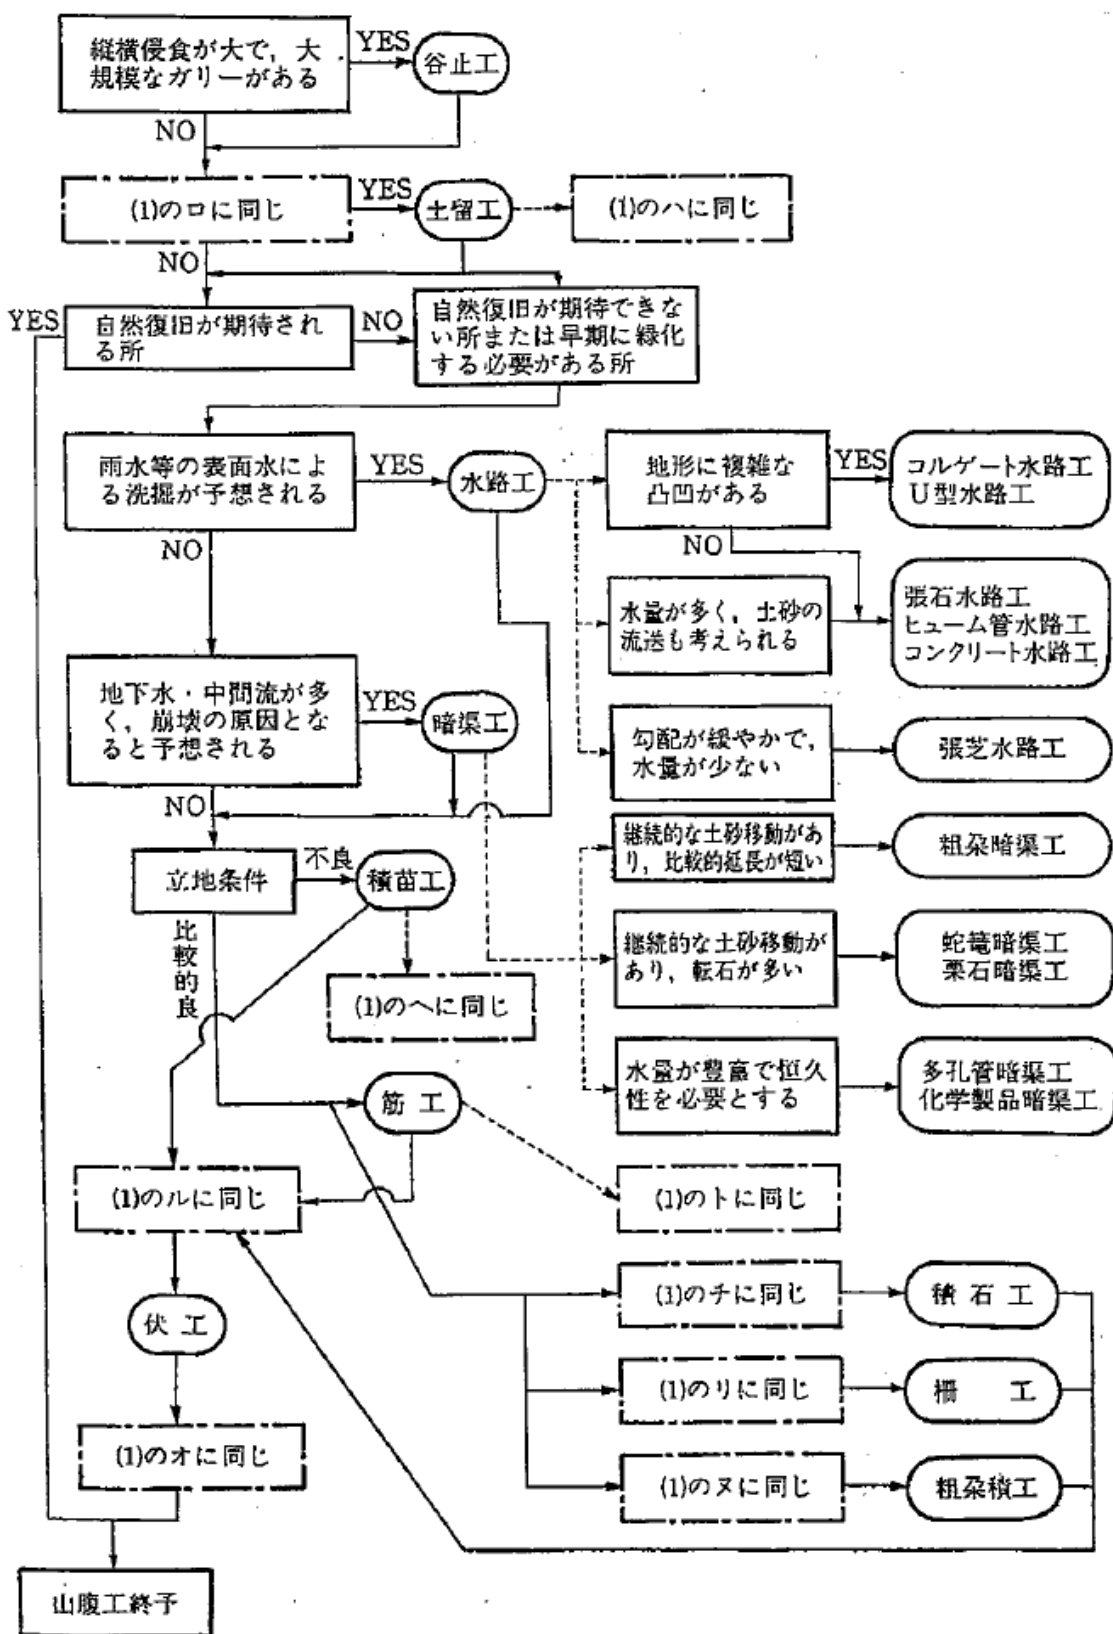 縦横侵食が大で，大
規模なガリーがある
YES
谷止工
NO
(1)のロに同じ
YES
土留工
(1)のハに同じ
NO
YES
自然復旧が期待され
る所
NO
自然復旧が期待できな
い所または早期に緑化
する必要がある所
雨水等の表面水によ
る洗掘が予想される
YES
水路工
地形に複雑な
凸凹がある
YES
コルゲート水路工
U型水路工
NO
NO
水量が多く，土砂の
流送も考えられる
張石水路工
ヒューム管水路工
コンクリート水路工
地下水・中間流が多
く，崩壊の原因とな
ると予想される
YES
暗渠工
勾配が緩やかで，
水量が少ない
張芝水路工
NO
継続的な土砂移動があ
り，比較的延長が短い
粗朶暗渠工
立地条件
不良
積苗工
比較的良
継続的な土砂移動が
あり，転石が多い
蛇篭暗渠工
栗石暗渠工
(1)のヘに同じ
水量が豊富で恒久
性を必要とする
多孔管暗渠工
化学製品暗渠工
筋工
(1)のルに同じ
(1)のトに同じ
伏工
(1)のチに同じ
積石工
(1)のリに同じ
柵工
(1)のオに同じ
(1)のヌに同じ
粗朶積工
山腹工終予